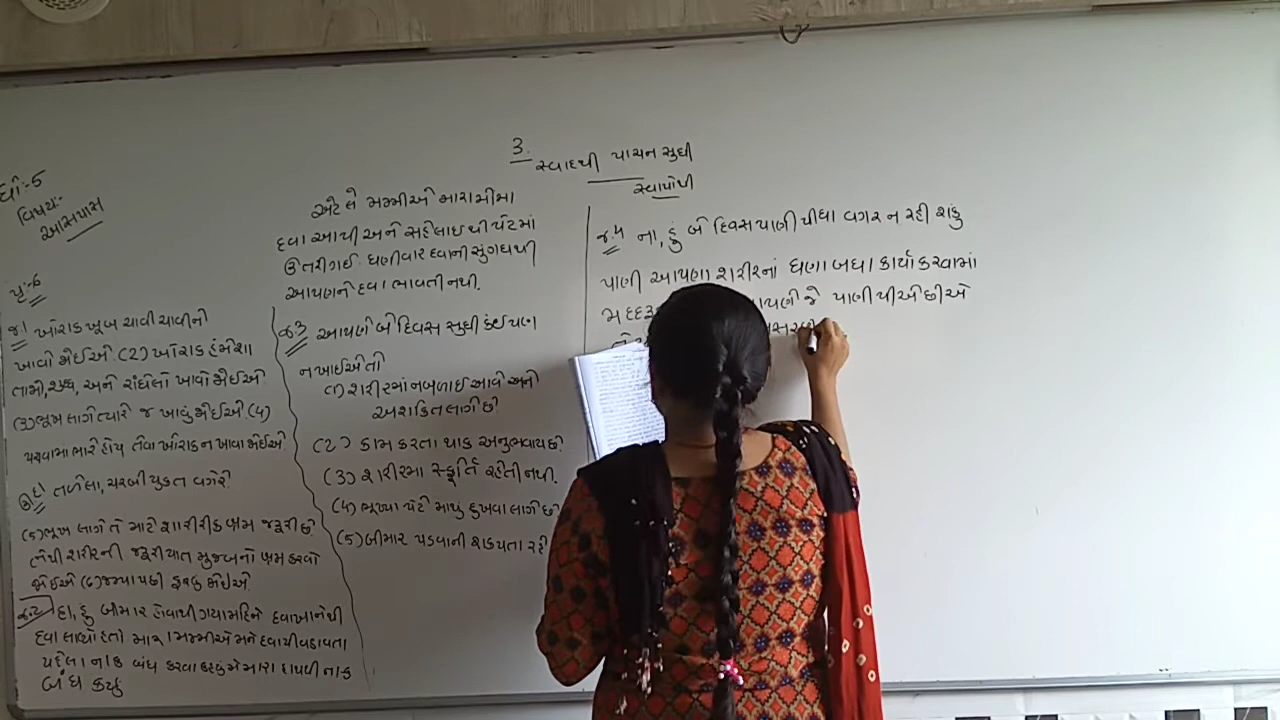 3.
સ્વાદથી પાચન સુધી
સ્વાધ્યાય
ધો-5
વિષય:-
આસપાસ
જ.1 ખોરાક ખૂબ ચાવી ચાવીને
ખાવો જોઈએ (2) ખોરાક હંમેશા
તાજો, શુદ્ધ, અને રાંધેલો ખાવો જોઈએ
(3) ભૂખ લાગે ત્યારે જ ખાવું જોઈએ (4)
પચવામાં ભારે હોય તેવા ખોરાક ન ખાવા જોઈએ
દા તળેલા, ચરબી યુક્ત વગેરે
(5) ભૂખ લાગે તે માટે શારીરીક શ્રમ જરૂરી છે
તેથી શરીરની જરૂરીયાત મુજબનો શ્રમ કરવો
જોઈએ (6) જમ્યા પછી ફરવું જોઈએ
જ.2 હા, હું બીમાર હોવાથી ગયા મહિને દવાખાનેથી
દવા લાવ્યો હતો મારા મમ્મીએ મને દવા પીવડાવતા
પહેલા નાક બંધ કરવા કહ્યું મે મારા હાથથી નાક
બંધ કર્યું
એટલે મમ્મીએ મારા મોંમા
દવા આપી અને સહેલાઇથી પેટમાં
ઉતરી ગઈ. ઘણીવાર દવાની સુગંધથી
આપણને દવા ભાવતી નથી.
જ.3 આપણે બે દિવસ સુધી કંઈ પણ
ન ખાઈએ તો
શરીરમાં નબળાઇ આવે અને
અશક્તિ લાગે છે
(2) કામ કરતા થાક અનુભવાય છે
(3) શરીરમા સ્ફૂર્તિ રહેતી નથી.
(4) ભૂખ્યા પેટે માથું દુખવા લાગે છે
(5) બીમાર પડવાની શક્યતા રહે
જ.4 ના, હું બે દિવસ પાણી પીધા વગર ન રહી શકું
પાણી આપણા શરીરનાં ઘણા બધા કાર્યો કરવામાં
જે પાણી પીએ છીએ